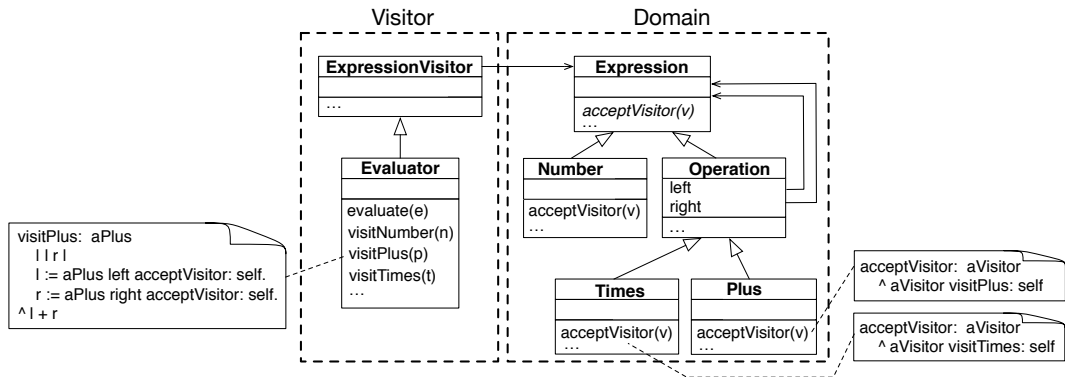 Visitor
Domain
ExpressionVisitor
...
Expression
acceptVisitor(v)
...
Evaluator
evaluate(e)
visitNumber(n)
visitPlus(p)
visitTimes(t)
...
Number
acceptVisitor(v)
...
Operation
left
right
...
visitPlus: aPlus
| l r |
l := aPlus left acceptVisitor: self.
r := aPlus right acceptVisitor: self.
^ l + r
Times
acceptVisitor(v)
...
Plus
acceptVisitor(v)
...
acceptVisitor: aVisitor
^ aVisitor visitPlus: self
acceptVisitor: aVisitor
^ aVisitor visitTimes: self